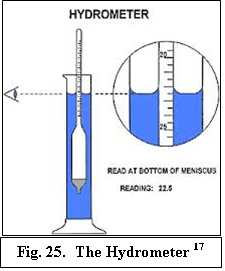 HYDROMETER
20
25
READ AT BOTTOM OF MENISCUS
READING: 22.5
Fig. 25. The Hydrometer 17